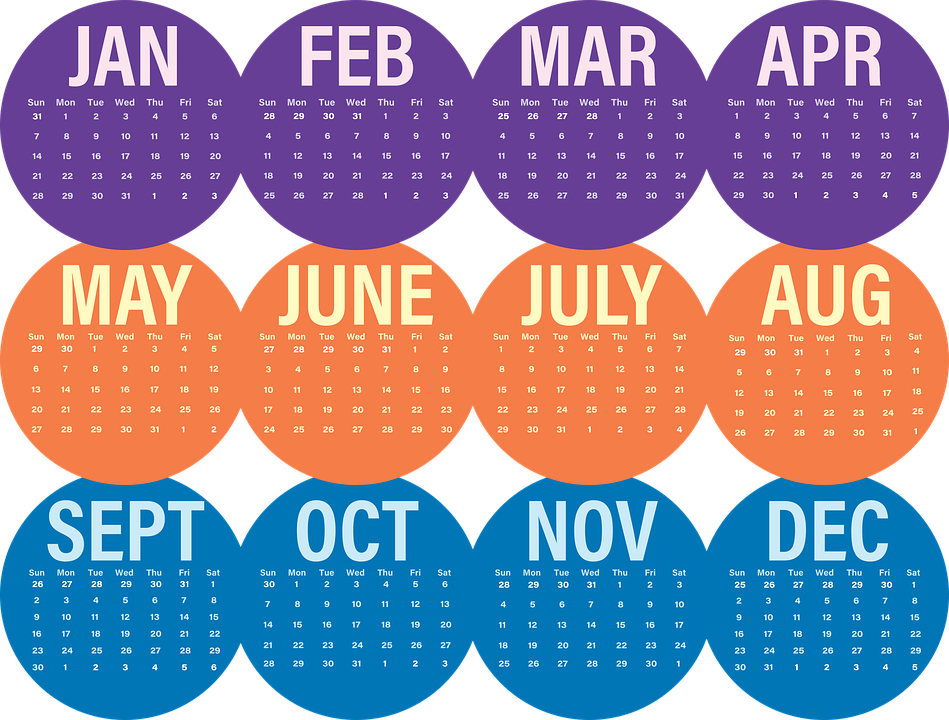 JAN
Sun Mon Tue Wed Thu Fri Sat
31 1 2 3 4 5 6
7 8 9 10 11 12 13
14 15 16 17 18 19 20
21 22 23 24 25 26 27
28 29 30 31 1 2 3
FEB
Sun Mon Tue Wed Thu Fri Sat
28 29 30 31 1 2 3
4 5 6 7 8 9 10
11 12 13 14 15 16 17
18 19 20 21 22 23 24
25 26 27 28 1 2 3
MAR
Sun Mon Tue Wed Thu Fri Sat
25 26 27 28 1 2 3
4 5 6 7 8 9 10
11 12 13 14 15 16 17
18 19 20 21 22 23 24
25 26 27 28 29 30 31
APR
Sun Mon Tue Wed Thu Fri Sat
1 2 3 4 5 6 7
8 9 10 11 12 13 14
15 16 17 18 19 20 21
22 23 24 25 26 27 28
29 30 1 2 3 4 5
MAY
Sun Mon Tue Wed Thu Fri Sat
29 30 1 2 3 4 5
6 7 8 9 10 11 12
13 14 15 16 17 18 19
20 21 22 23 24 25 26
27 28 29 30 31 1 2
JUNE
Sun Mon Tue Wed Thu Fri Sat
27 28 29 30 31 1 2
3 4 5 6 7 8 9
10 11 12 13 14 15 16
17 18 19 20 21 22 23
24 25 26 27 28 29 30
JULY
Sun Mon Tue Wed Thu Fri Sat
1 2 3 4 5 6 7
8 9 10 11 12 13 14
15 16 17 18 19 20 21
22 23 24 25 26 27 28
29 30 31 1 2 3 4
AUG
Sun Mon Tue Wed Thu Fri Sat
29 30 31 1 2 3 4
5 6 7 8 9 10 11
12 13 14 15 16 17 18
19 20 21 22 23 24 25
26 27 28 29 30 31 1
SEPT
Sun Mon Tue Wed Thu Fri Sat
26 27 28 29 30 31 1
2 3 4 5 6 7 8
9 10 11 12 13 14 15
16 17 18 19 20 21 22
23 24 25 26 27 28 29
30 1 2 3 4 5 6
OCT
Sun Mon Tue Wed Thu Fri Sat
30 1 2 3 4 5 6
7 8 9 10 11 12 13
14 15 16 17 18 19 20
21 22 23 24 25 26 27
28 29 30 31 1 2 3
NOV
Sun Mon Tue Wed Thu Fri Sat
28 29 30 31 1 2 3
4 5 6 7 8 9 10
11 12 13 14 15 16 17
18 19 20 21 22 23 24
25 26 27 28 29 30 1
DEC
Sun Mon Tue Wed Thu Fri Sat
25 26 27 28 29 30 1
2 3 4 5 6 7 8
9 10 11 12 13 14 15
16 17 18 19 20 21 22
23 24 25 26 27 28 29
30 31 1 2 3 4 5